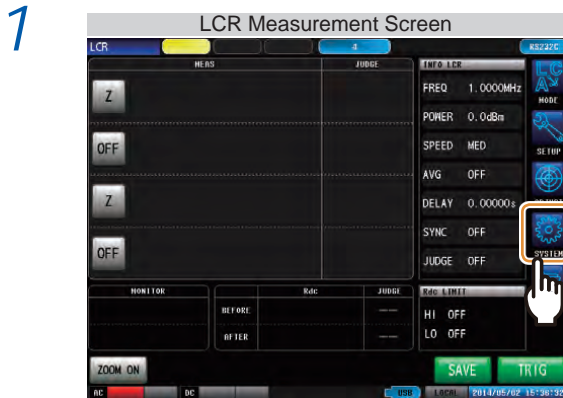 1
LCR Measurement Screen
LCR 4 RS232C
MEAS JUDGE INFO LCR
Z FREQ 1.0000MHz MODE
POWER 0.0dBm
OFF SPEED MED SETUP
AVG OFF
Z DELAY 0.00000s
SYNC OFF
OFF JUDGE OFF SYSTEM
MONITOR Rdc JUDGE Rdc LIMIT
BEFORE ---- HI OFF
AFTER ---- LO OFF
ZOOM ON SAVE TRIG
AC DC USB LOCAL 2014/05/02 15:36:32